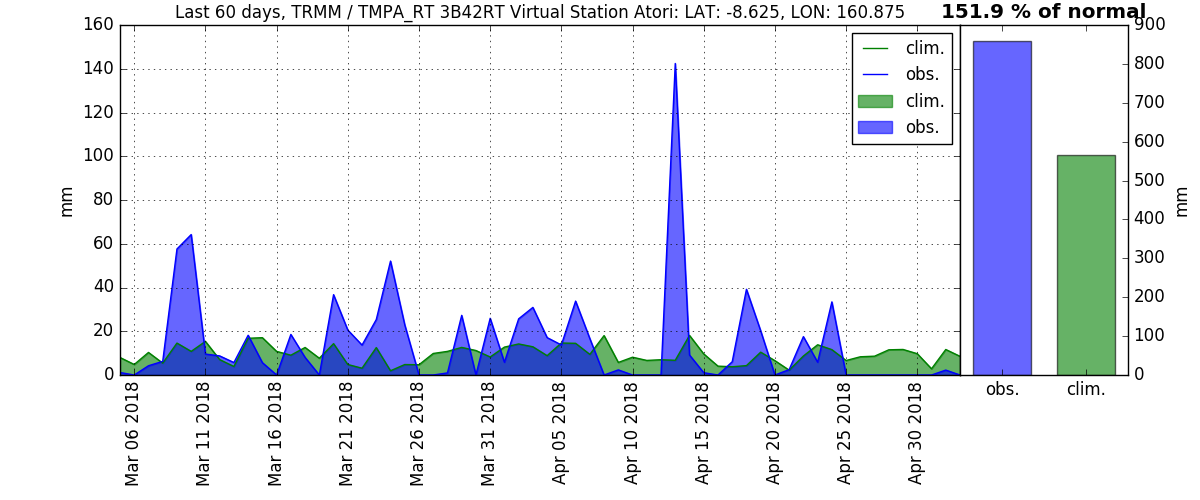 Last 60 days, TRMM / TMPA_RT 3B42RT Virtual Station Atori: LAT: -8.625, LON: 160.875
151.9 % of normal
160
140
120
100
80
60
40
20
0
mm
clim.
obs.
clim.
obs.
Mar 06 2018
Mar 11 2018
Mar 16 2018
Mar 21 2018
Mar 26 2018
Mar 31 2018
Apr 05 2018
Apr 10 2018
Apr 15 2018
Apr 20 2018
Apr 25 2018
Apr 30 2018
900
800
700
600
500
400
300
200
100
0
mm
obs.
clim.